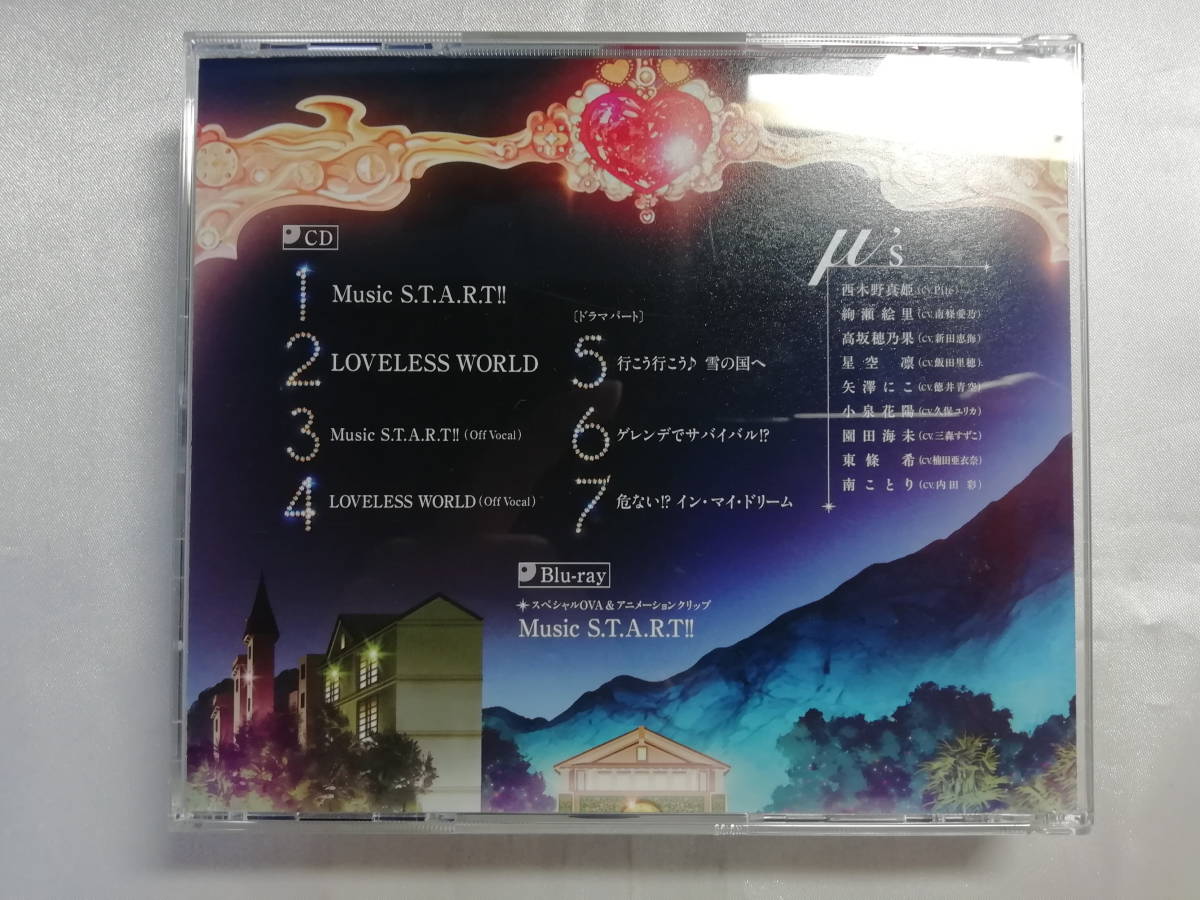 CD
1 Music S.T.A.R.T!!
2 LOVELESS WORLD
3 Music S.T.A.R.T!! (Off Vocal)
4 LOVELESS WORLD (Off Vocal)
〔ドラマパート〕
5 行こう行こう♪ 雪の国へ
6 ゲレンデでサバイバル!?
7 危ない!? イン・マイ・ドリーム
Blu-ray
スペシャルOVA&アニメーションクリップ
Music S.T.A.R.T!!
μ's
西木野真姫(CV.Pile)
絢瀬絵里(CV.南條愛乃)
高坂穂乃果(CV.新田恵海)
星空凛(CV.飯田里穂)
矢澤にこ(CV.徳井青空)
小泉花陽(CV.久保ユリカ)
園田海未(CV.三森すずこ)
東條希(CV.楠田亜衣奈)
南ことり(CV.内田彩)